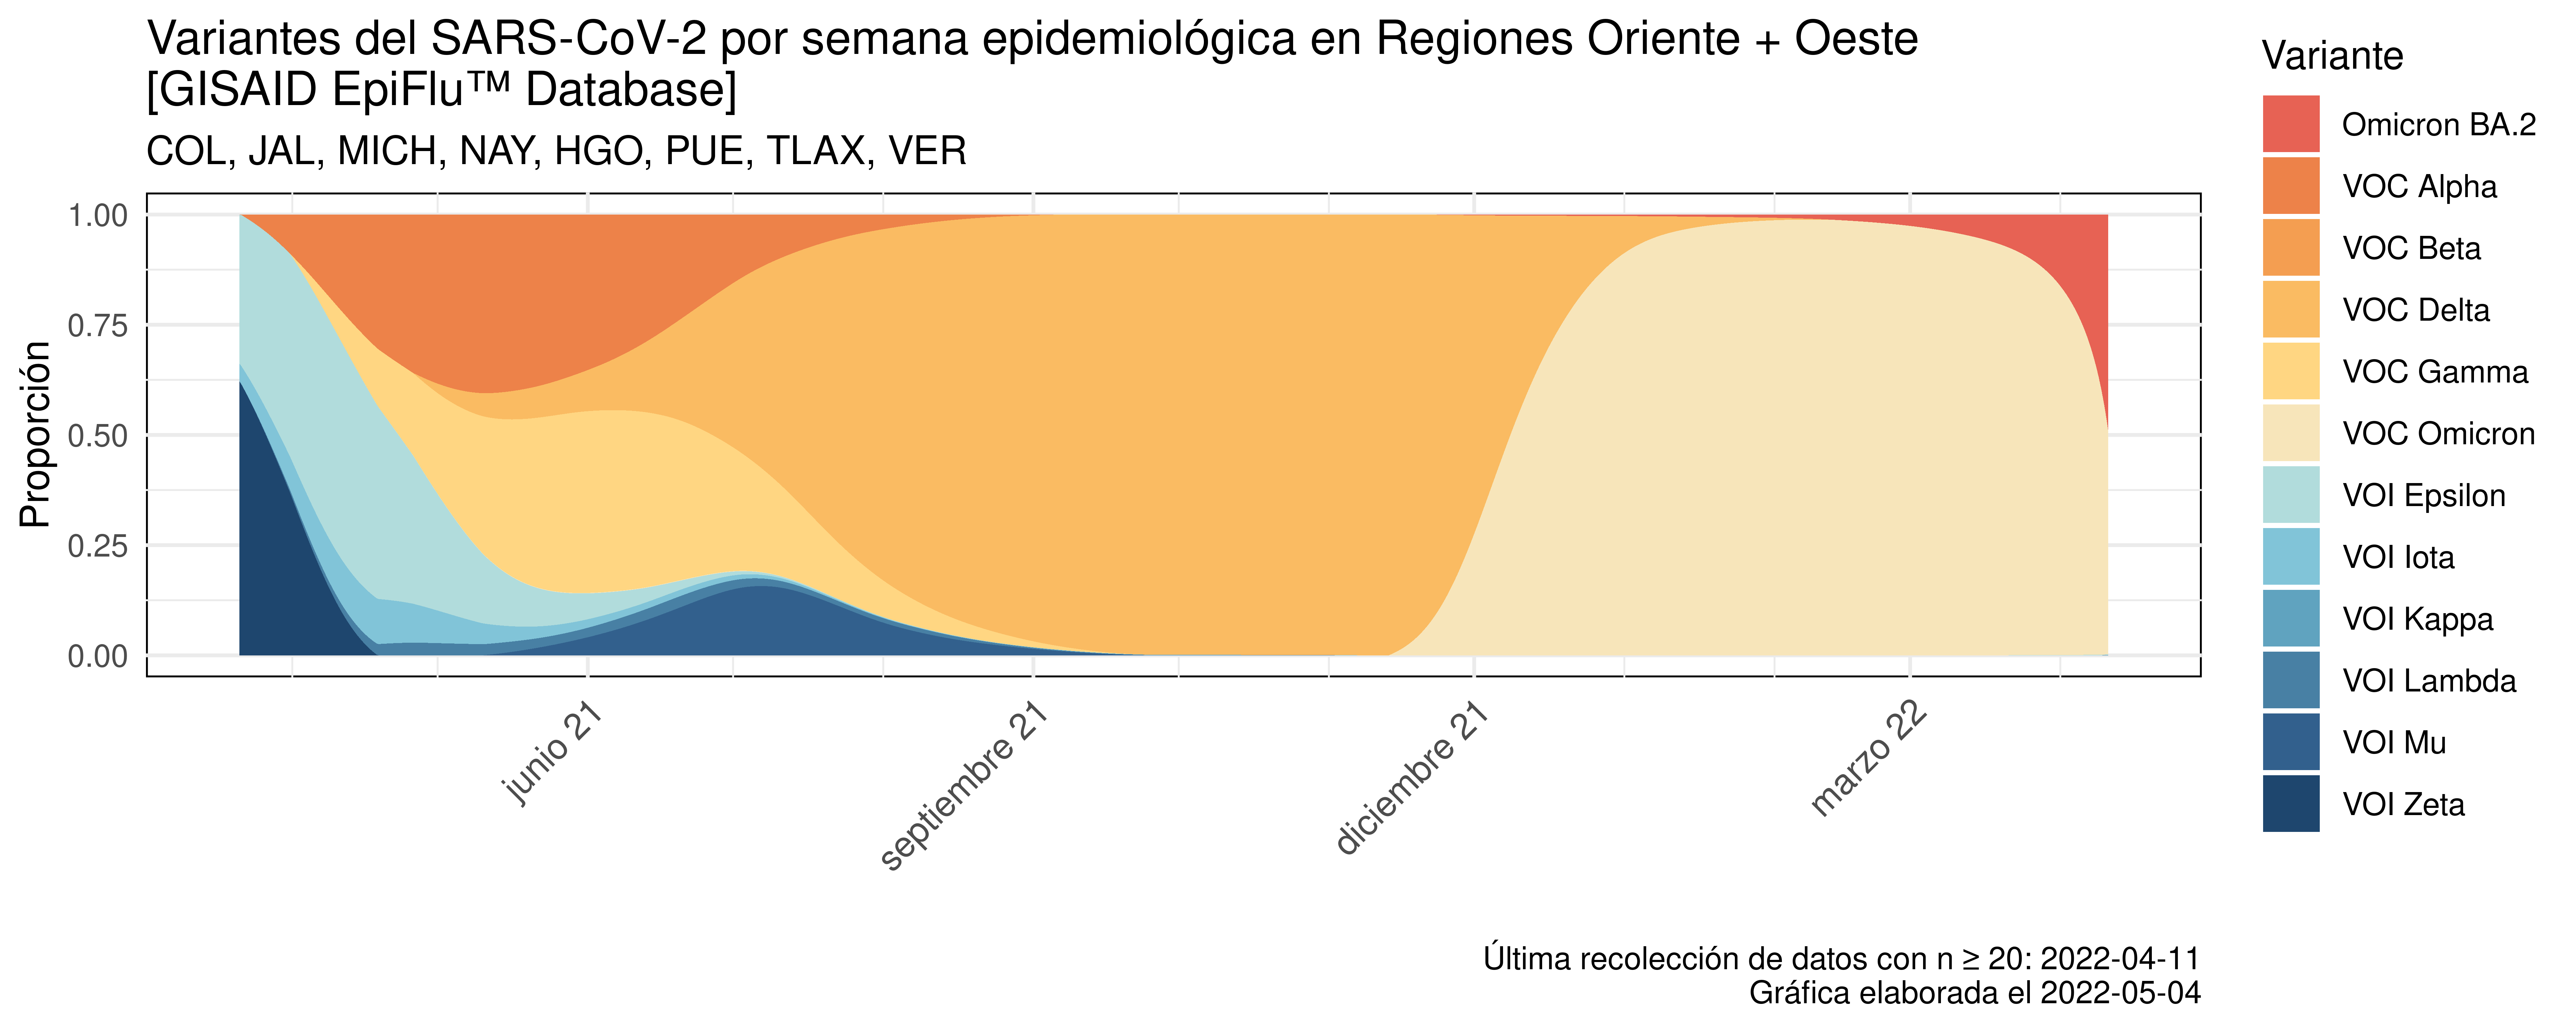 Variantes del SARS-CoV-2 por semana epidemiológica en Regiones Oriente + Oeste
[GISAID EpiFlu™ Database]
COL, JAL, MICH, NAY, HGO, PUE, TLAX, VER
Proporción
1.00
0.75
0.50
0.25
0.00
junio 21
septiembre 21
diciembre 21
marzo 22
Variante
Omicron BA.2
VOC Alpha
VOC Beta
VOC Delta
VOC Gamma
VOC Omicron
VOI Epsilon
VOI Iota
VOI Kappa
VOI Lambda
VOI Mu
VOI Zeta
Última recolección de datos con n ≥ 20: 2022-04-11
Gráfica elaborada el 2022-05-04